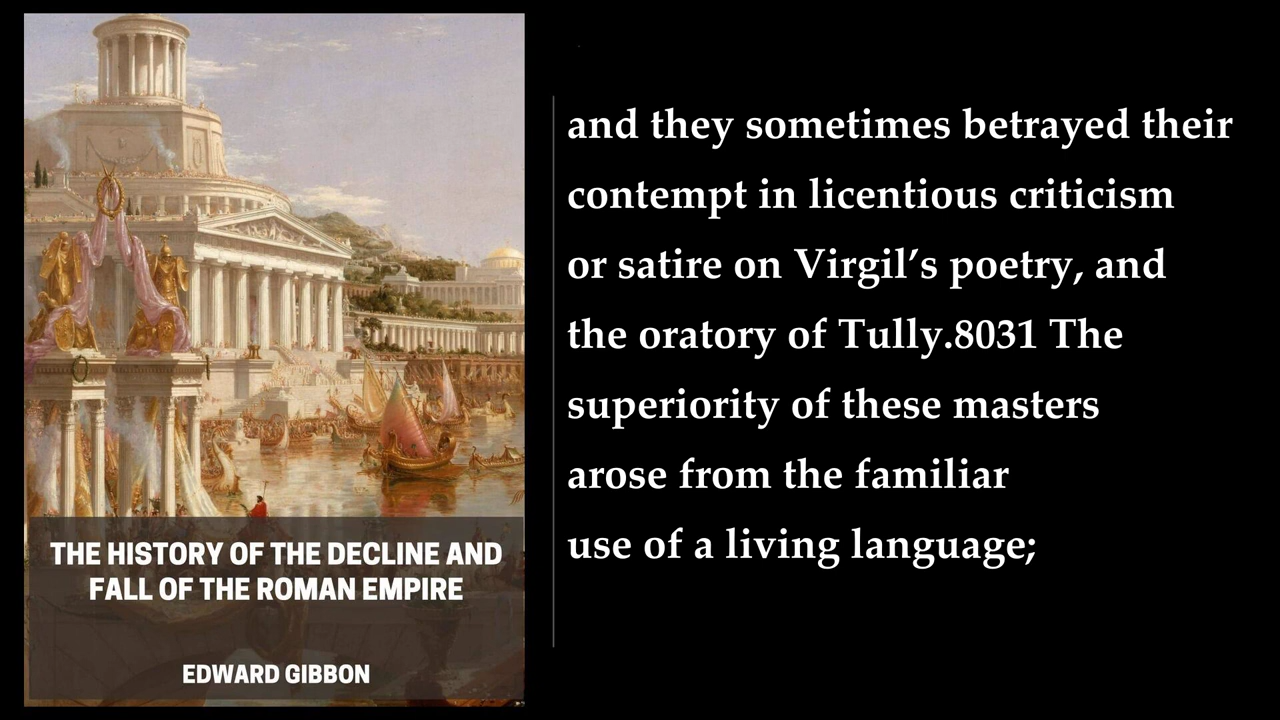 THE HISTORY OF THE DECLINE AND
FALL OF THE ROMAN EMPIRE
EDWARD GIBBON
and they sometimes betrayed their
contempt in licentious criticism
or satire on Virgil’s poetry, and
the oratory of Tully.8031 The
superiority of these masters
arose from the familiar
use of a living language;